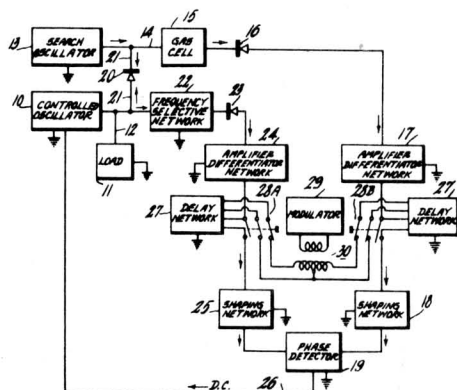 13
SEARCH
OSCILLATOR
14
15
GAS
CELL
16
21
20
21
10
CONTROLLED
OSCILLATOR
12
LOAD
11
22
FREQUENCY
SELECTIVE
NETWORK
23
24
AMPLIFIER
DIFFERENTIATOR
NETWORK
17
AMPLIFIER
DIFFERENTIATOR
NETWORK
27
DELAY
NETWORK
28A
29
MODULATOR
28B
27'
DELAY
NETWORK
30
25
SHAPING
NETWORK
SHAPING
NETWORK
18
PHASE
DETECTOR
19
D.C.
26